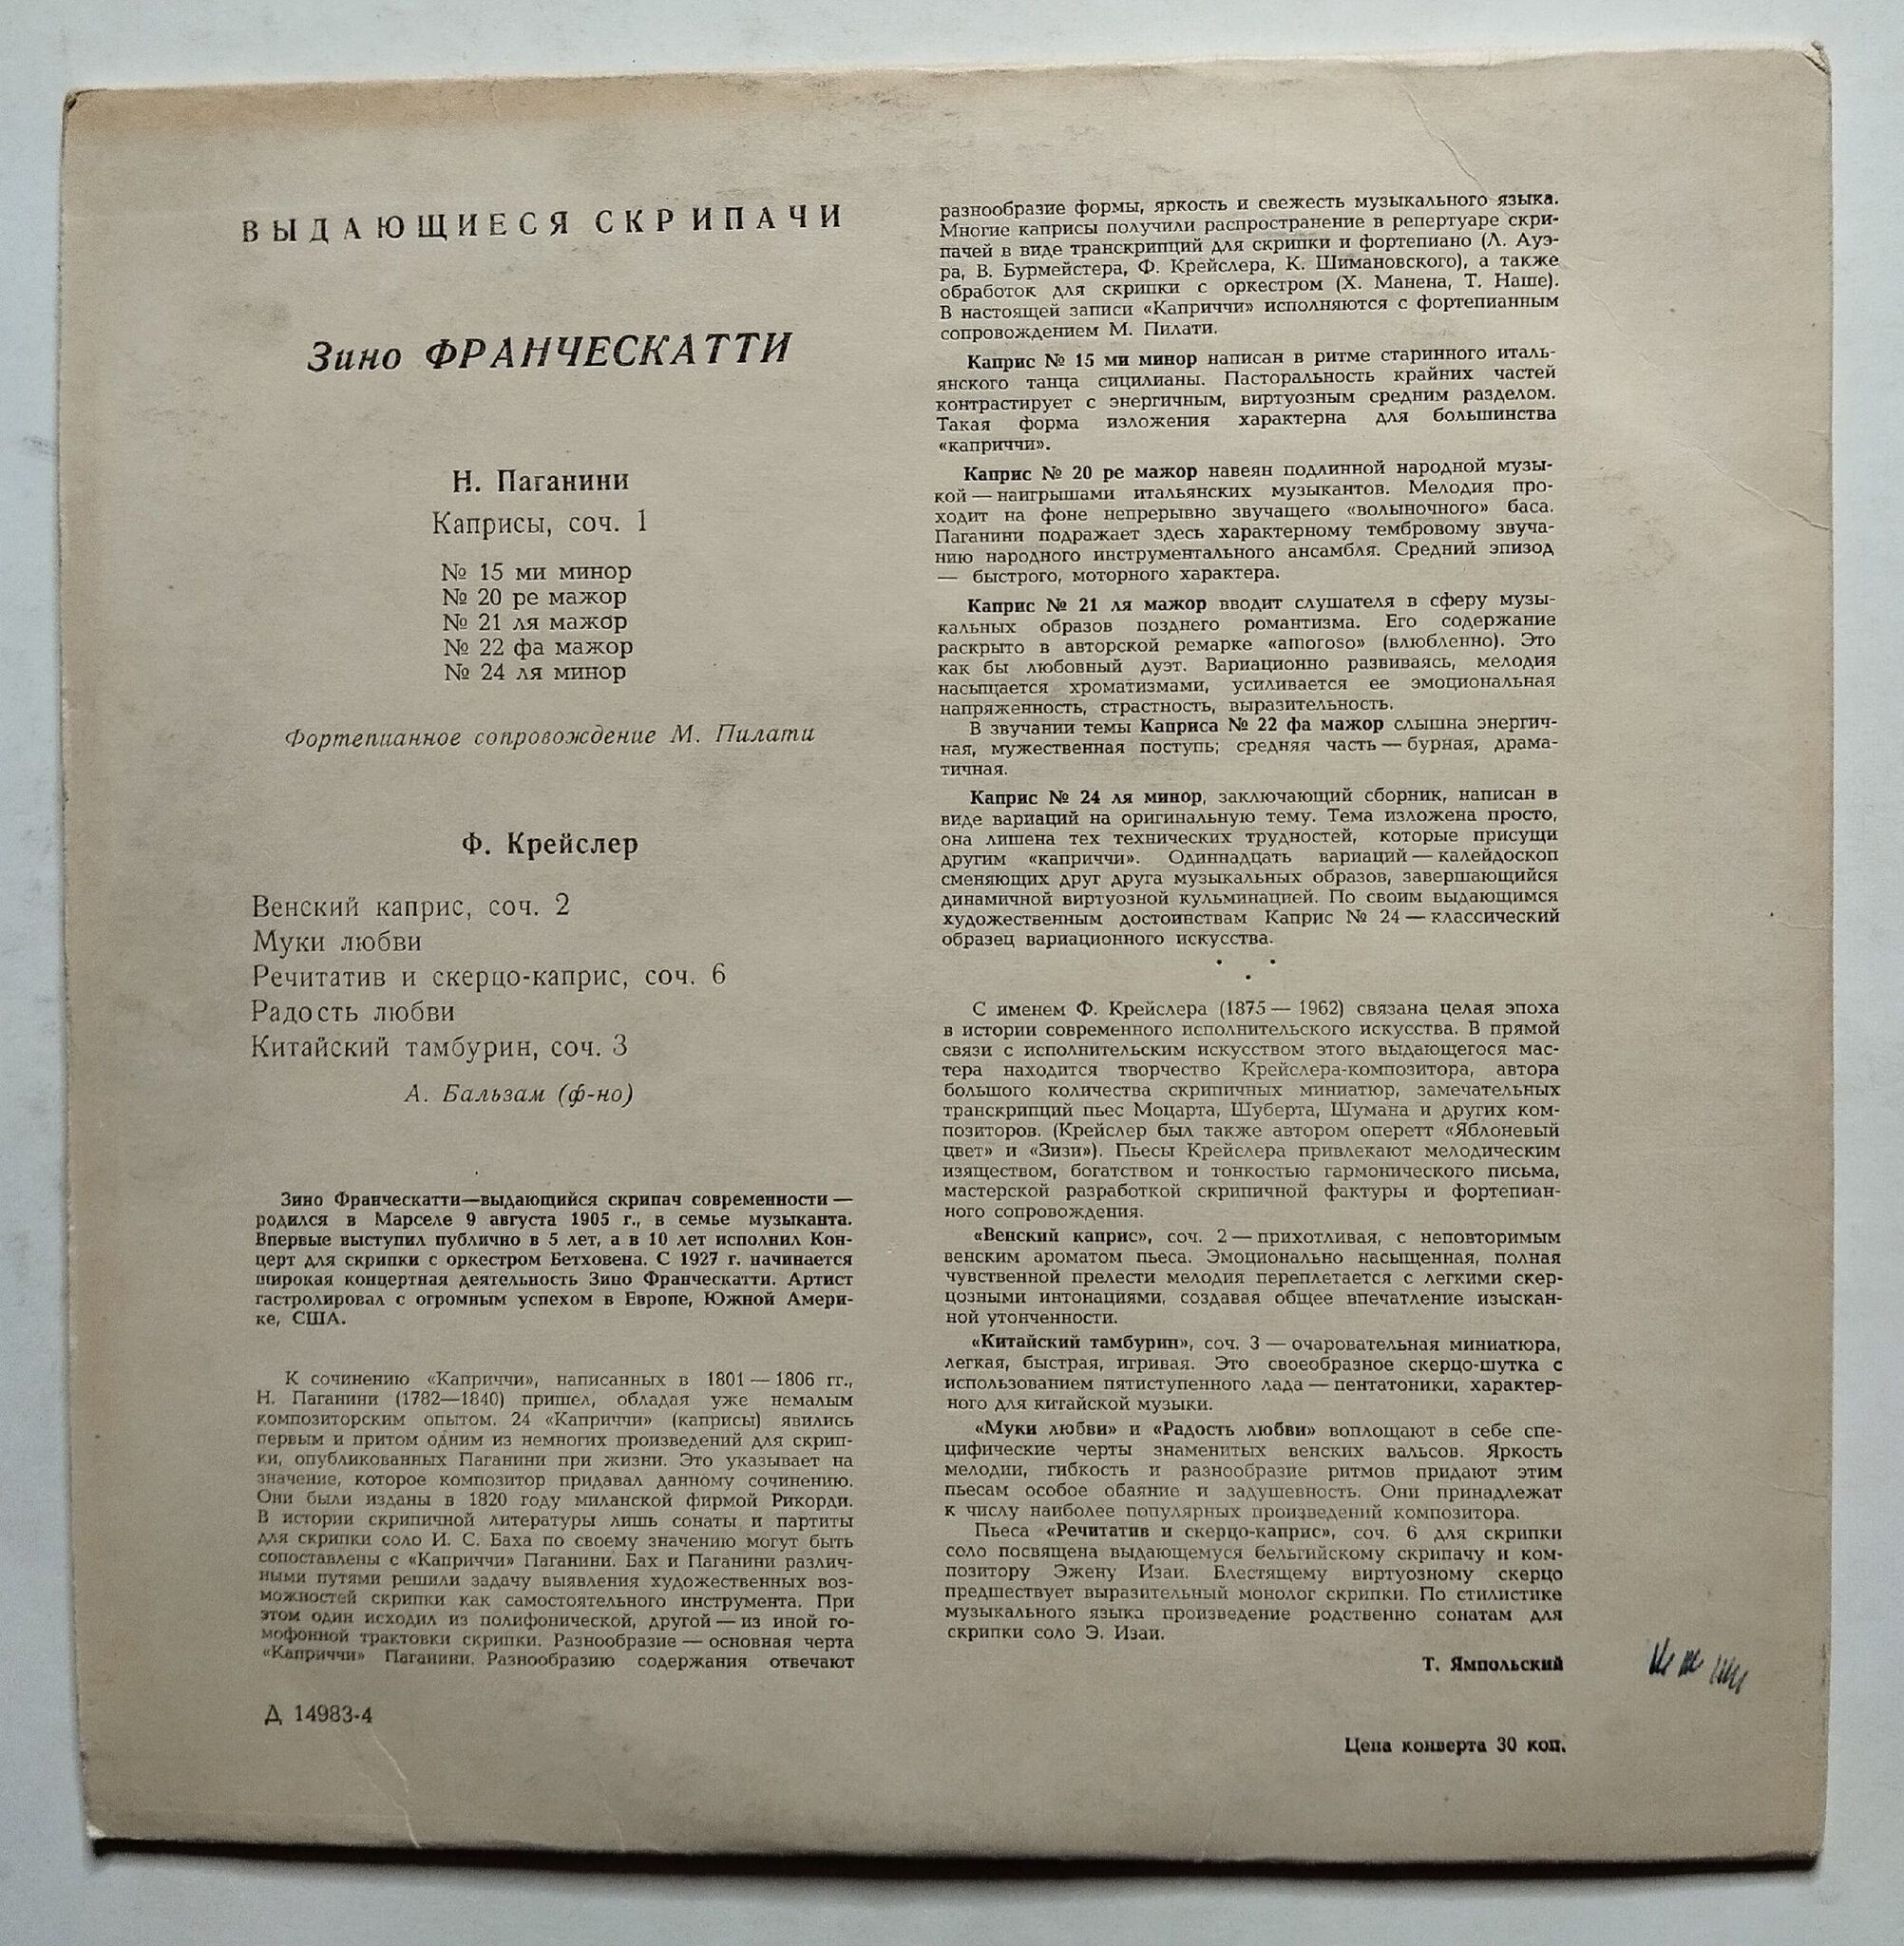 ВЫДАЮЩИЕСЯ СКРИПАЧИ
Зино ФРАНЧЕСКАТТИ
Н. Паганини
Каприсы, соч. 1
№ 15 ми минор
№ 20 ре мажор
№ 21 ля мажор
№ 22 фа мажор
№ 24 ля минор
Фортепианное сопровождение М. Пилати
Ф. Крейслер
Венский каприс, соч. 2
Муки любви
Речитатив и скерцо-каприс, соч. 6
Радость любви
Китайский тамбурин, соч. 3
А. Бальзам (ф-но)
Зино Франческатти—выдающийся скрипач современности —
родился в Марселе 9 августа 1905 г., в семье музыканта.
Впервые выступил публично в 5 лет, а в 10 лет исполнил Кон-
церт для скрипки с оркестром Бетховена. С 1927 г. начинается
широкая концертная деятельность Зино Франческатти. Артист
гастролировал с огромным успехом в Европе, Южной Амери-
ке, США.
К сочинению «Каприччи», написанных в 1801 — 1806 гг.,
Н. Паганини (1782—1840) пришел, обладая уже немалым
композиторским опытом. 24 «Каприччи» (каприсы) явились
первым и притом одним из немногих произведений для скрип-
ки, опубликованных Паганини при жизни. Это указывает на
значение, которое композитор придавал данному сочинению.
Они были изданы в 1820 году миланской фирмой Рикорди.
В истории скрипичной литературы лишь сонаты и партиты
для скрипки соло И. С. Баха по своему значению могут быть
сопоставлены с «Каприччи» Паганини. Бах и Паганини различ-
ными путями решили задачу выявления художественных воз-
можностей скрипки как самостоятельного инструмента. При
этом один исходил из полифонической, другой — из иной го-
мофонной трактовки скрипки. Разнообразие — основная черта
«Каприччи» Паганини. Разнообразию содержания отвечают
Д 14983-4
разнообразие формы, яркость и свежесть музыкального языка.
Многие каприсы получили распространение в репертуаре скри-
пачей в виде транскрипций для скрипки и фортепиано (Л. Ауэ-
ра, В. Бурмейстера, Ф. Крейслера, К. Шимановского), а также
обработок для скрипки с оркестром (Х. Манена, Т. Наше).
В настоящей записи «Каприччи» исполняются с фортепианным
сопровождением М. Пилати.
Каприс № 15 ми минор написан в ритме старинного италь-
янского танца сицилианы. Пасторальность крайних частей
контрастирует с энергичным, виртуозным средним разделом.
Такая форма изложения характерна для большинства
«каприччи».
Каприс № 20 ре мажор навеян подлинной народной музы-
кой — наигрышами итальянских музыкантов. Мелодия про-
ходит на фоне непрерывно звучащего «волыночного» баса.
Паганини подражает здесь характерному тембровому звуча-
нию народного инструментального ансамбля. Средний эпизод
— быстрого, моторного характера.
Каприс № 21 ля мажор вводит слушателя в сферу музы-
кальных образов позднего романтизма. Его содержание
раскрыто в авторской ремарке «amoroso» (влюбленно). Это
как бы любовный дуэт. Вариационно развиваясь, мелодия
насыщается хроматизмами, усиливается ее эмоциональная
напряженность, страстность, выразительность.
В звучании темы Каприса № 22 фа мажор слышна энергич-
ная, мужественная поступь; средняя часть — бурная, драма-
тичная.
Каприс № 24 ля минор, заключающий сборник, написан в
виде вариаций на оригинальную тему. Тема изложена просто,
она лишена тех технических трудностей, которые присущи
другим «каприччи». Одиннадцать вариаций — калейдоскоп
сменяющих друг друга музыкальных образов, завершающийся
динамичной виртуозной кульминацией. По своим выдающимся
художественным достоинствам Каприс № 24 — классический
образец вариационного искусства.
С именем Ф. Крейслера (1875 — 1962) связана целая эпоха
в истории современного исполнительского искусства. В прямой
связи с исполнительским искусством этого выдающегося мас-
тера находится творчество Крейслера-композитора, автора
большого количества скрипичных миниатюр, замечательных
транскрипций пьес Моцарта, Шуберта, Шумана и других ком-
позиторов. (Крейслер был также автором оперетт «Яблоневый
цвет» и «Зизи»). Пьесы Крейслера привлекают мелодическим
изяществом, богатством и тонкостью гармонического письма,
мастерской разработкой скрипичной фактуры и фортепиан-
ного сопровождения.
«Венский каприс», соч. 2 — прихотливая, с неповторимым
венским ароматом пьеса. Эмоционально насыщенная, полная
чувственной прелести мелодия переплетается с легкими скер-
цозными интонациями, создавая общее впечатление изыскан-
ной утонченности.
«Китайский тамбурин», соч. 3 — очаровательная миниатюра,
легкая, быстрая, игривая. Это своеобразное скерцо-шутка с
использованием пятиступенного лада — пентатоники, характер-
ного для китайской музыки.
«Муки любви» и «Радость любви» воплощают в себе спе-
цифические черты знаменитых венских вальсов. Яркость
мелодии, гибкость и разнообразие ритмов придают этим
пьесам особое обаяние и задушевность. Они принадлежат
к числу наиболее популярных произведений композитора.
Пьеса «Речитатив и скерцо-каприс», соч. 6 для скрипки
соло посвящена выдающемуся бельгийскому скрипачу и ком-
позитору Эжену Изаи. Блестящему виртуозному скерцо
предшествует выразительный монолог скрипки. По стилистике
музыкального языка произведение родственно сонатам для
скрипки соло Э. Изаи.
Т. Ямпольский
Цена конверта 30 коп.